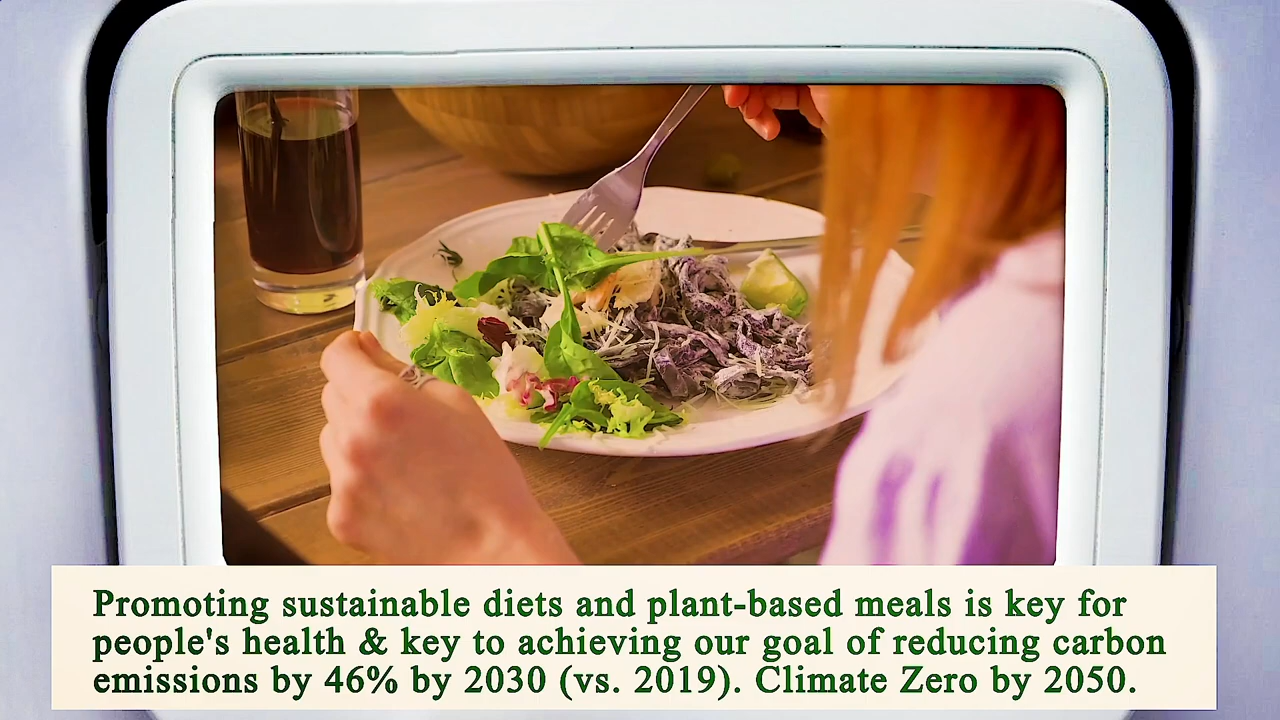 Promoting sustainable diets and plant-based meals is key for
people's health & key to achieving our goal of reducing carbon
emissions by 46% by 2030 (vs. 2019). Climate Zero by 2050.